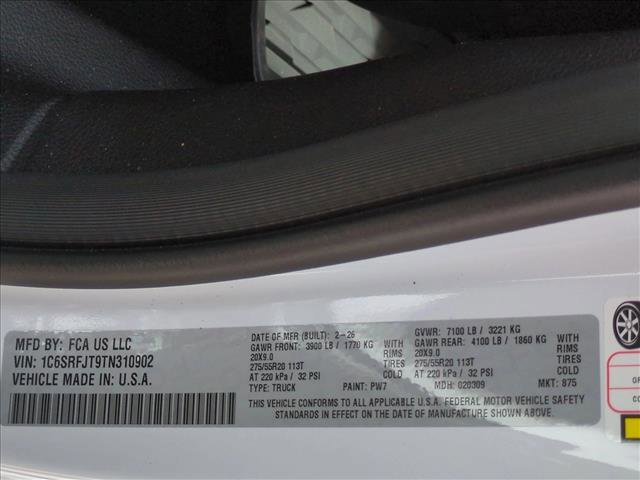 MFD BY: FCA US LLC
VIN: 1C6SRFJT9TN310902
VEHICLE MADE IN: U.S.A.
DATE OF MFR (BUILT): 2-26
GVWR: 7100 LB / 3221 KG
GAWR FRONT: 3900 LB / 1770 KG WITH
GAWR REAR: 4100 LB / 1860 KG WITH
20X9.0 RIMS
20X9.0 RIMS
275/55R20 113T TIRES
275/55R20 113T TIRES
AT 220 kPa / 32 PSI COLD
AT 220 kPa / 32 PSI COLD
TYPE: TRUCK PAINT: PW7 MDH: 020309 MKT: 875
THIS VEHICLE CONFORMS TO ALL APPLICABLE U.S.A. FEDERAL MOTOR VEHICLE SAFETY
STANDARDS IN EFFECT ON THE DATE OF MANUFACTURE SHOWN ABOVE.